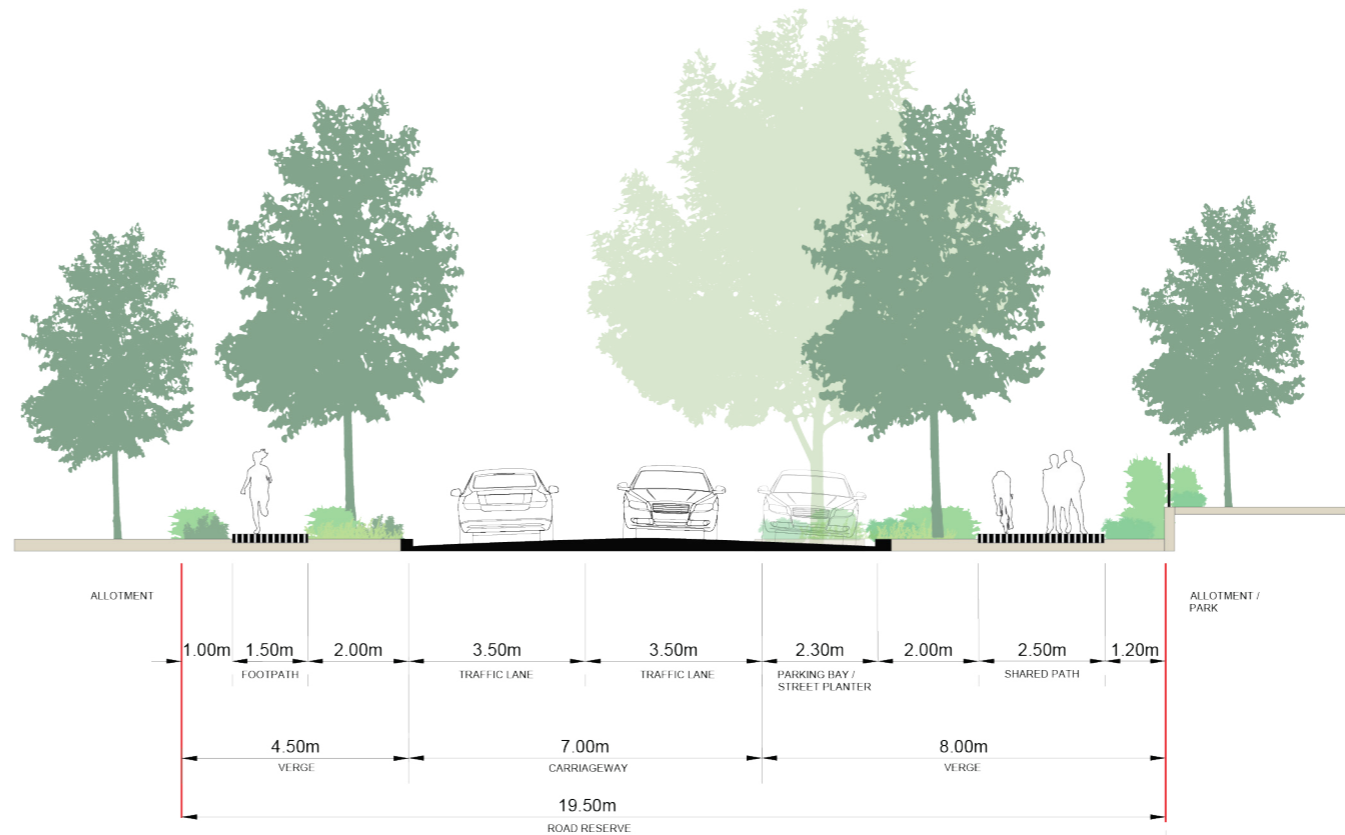 ALLOTMENT
ALLOTMENT /
PARK
1.00m 1.50m 2.00m 3.50m 3.50m 2.30m 2.00m 2.50m 1.20m
FOOTPATH TRAFFIC LANE TRAFFIC LANE PARKING BAY / SHARED PATH
STREET PLANTER
4.50m 7.00m 8.00m
VERGE CARRIAGEWAY VERGE
19.50m
ROAD RESERVE